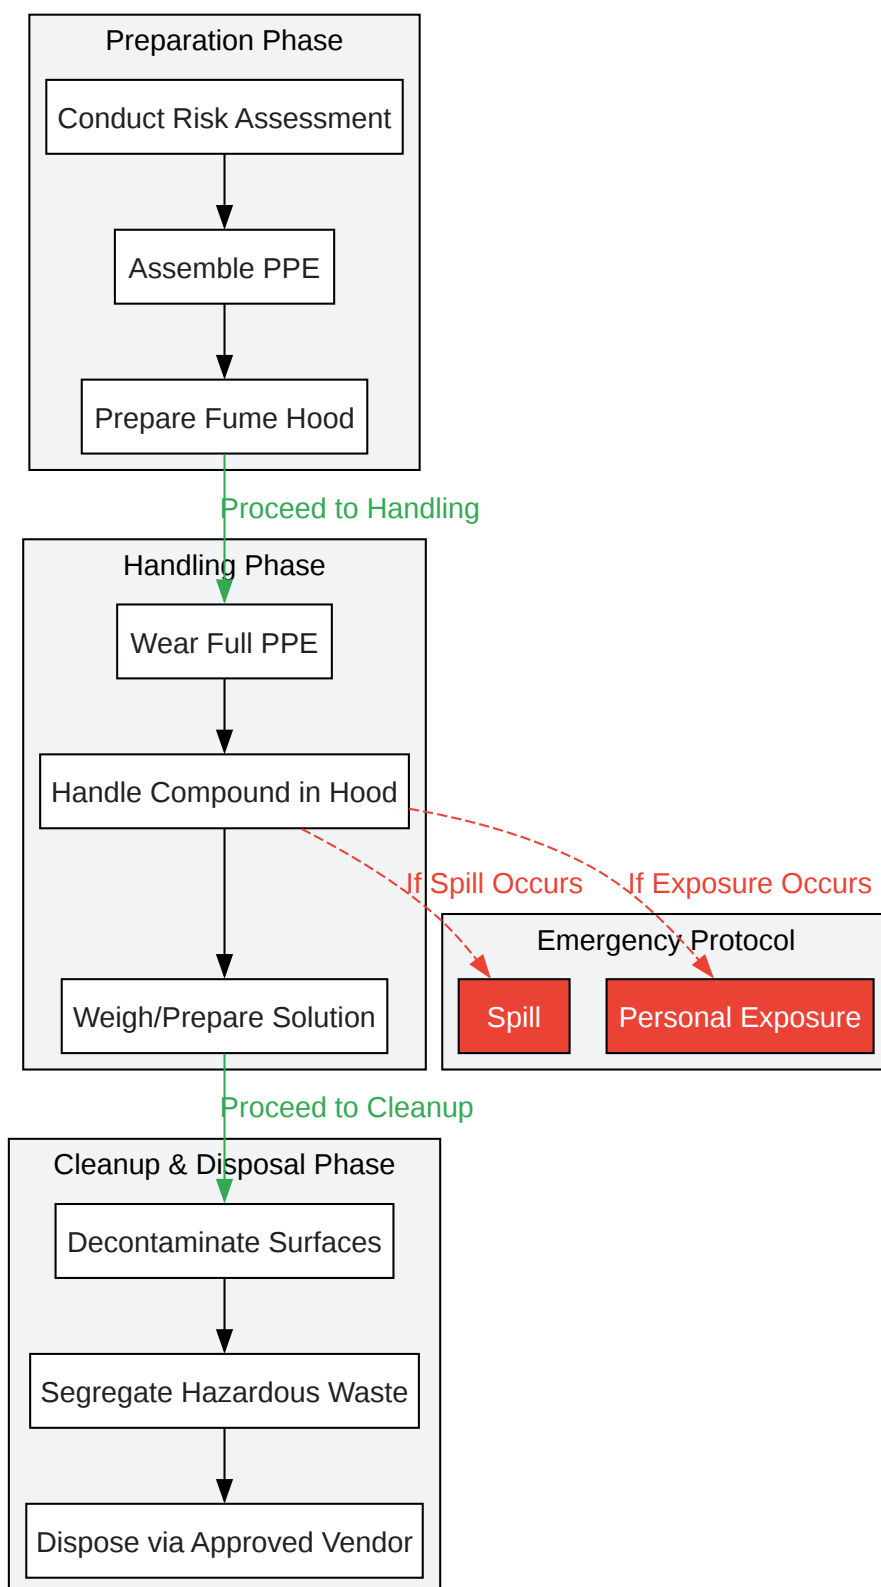 Preparation Phase
Conduct Risk Assessment
Assemble PPE
Prepare Fume Hood
Proceed to Handling
Handling Phase
Wear Full PPE
Handle Compound in Hood
If Spill Occurs
If Exposure Occurs
Emergency Protocol
Weigh/Prepare Solution
Spill
Personal Exposure
Proceed to Cleanup
Cleanup & Disposal Phase
Decontaminate Surfaces
Segregate Hazardous Waste
Dispose via Approved Vendor